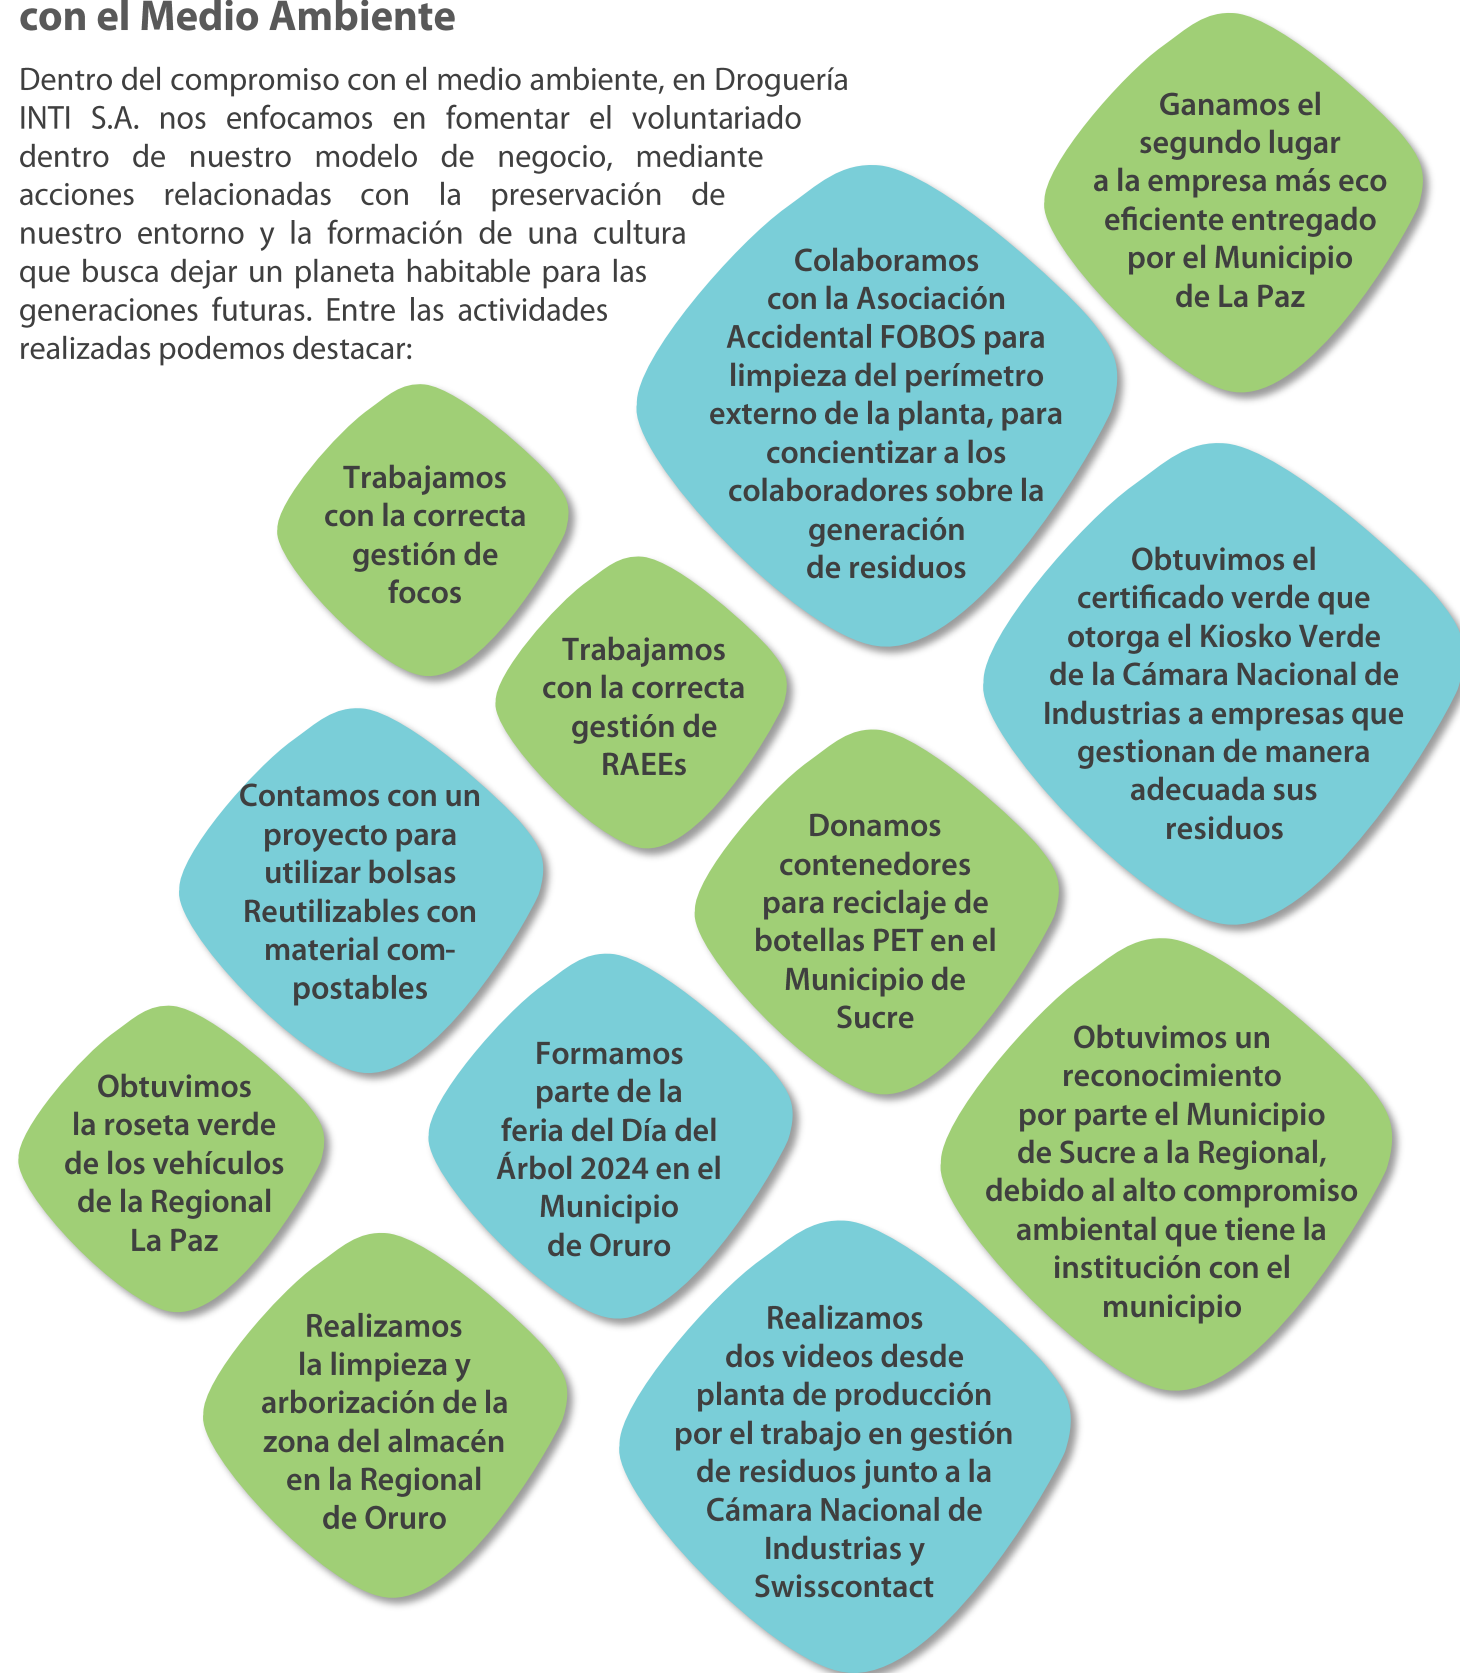 con el Medio Ambiente
Dentro del compromiso con el medio ambiente, en Droguería
INTI S.A. nos enfocamos en fomentar el voluntariado
dentro de nuestro modelo de negocio, mediante
acciones relacionadas con la preservación de
nuestro entorno y la formación de una cultura
que busca dejar un planeta habitable para las
generaciones futuras. Entre las actividades
realizadas podemos destacar:
Ganamos el
segundo lugar
a la empresa más eco
eficiente entregado
por el Municipio
de La Paz
Colaboramos
con la Asociación
Accidental FOBOS para
limpieza del perímetro
externo de la planta, para
concientizar a los
colaboradores sobre la
generación
de residuos
Trabajamos
con la correcta
gestión de
focos
Obtuvimos el
certificado verde que
otorga el Kiosko Verde
de la Cámara Nacional de
Industrias a empresas que
gestionan de manera
adecuada sus
residuos
Trabajamos
con la correcta
gestión de
RAEEs
Contamos con un
proyecto para
utilizar bolsas
Reutilizables con
material com-
postables
Donamos
contenedores
para reciclaje de
botellas PET en el
Municipio de
Sucre
Obtuvimos un
reconocimiento
por parte el Municipio
de Sucre a la Regional,
debido al alto compromiso
ambiental que tiene la
institución con el
municipio
Formamos
parte de la
feria del Día del
Árbol 2024 en el
Municipio
de Oruro
Obtuvimos
la roseta verde
de los vehículos
de la Regional
La Paz
Realizamos
la limpieza y
arborización de la
zona del almacén
en la Regional
de Oruro
Realizamos
dos videos desde
planta de producción
por el trabajo en gestión
de residuos junto a la
Cámara Nacional de
Industrias y
Swisscontact